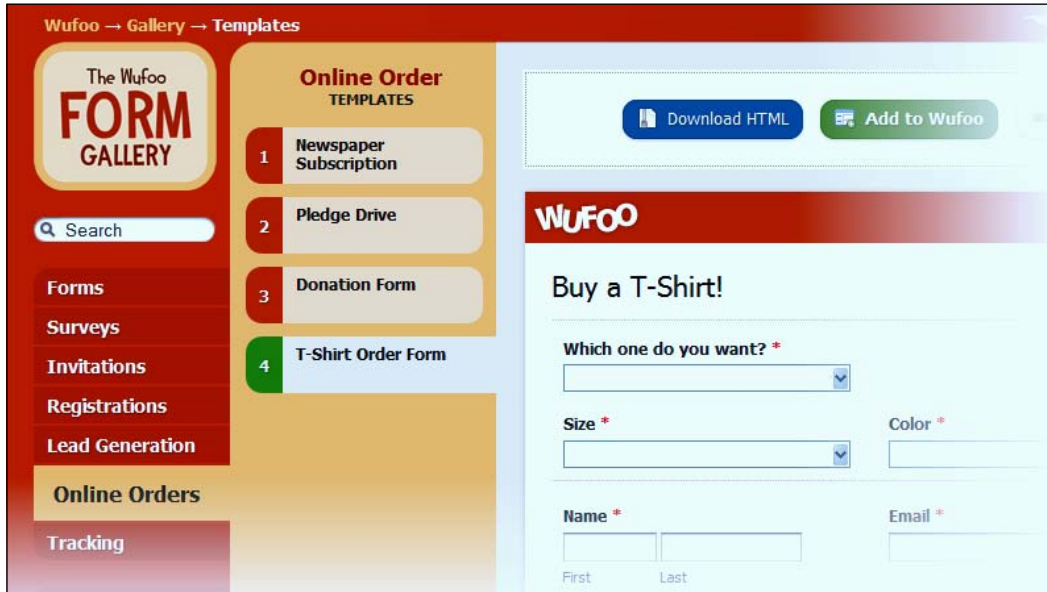 Wufoo → Gallery → Templates
The Wufoo
FORM
GALLERY
Search
Forms
Surveys
Invitations
Registrations
Lead Generation
Online Orders
Tracking
Online Order
TEMPLATES
1
Newspaper
Subscription
2
Pledge Drive
3
Donation Form
4
T-Shirt Order Form
Download HTML
Add to Wufoo
WUFOO
Buy a T-Shirt!
Which one do you want? *
Size *
Color *
Name *
Email *
First
Last